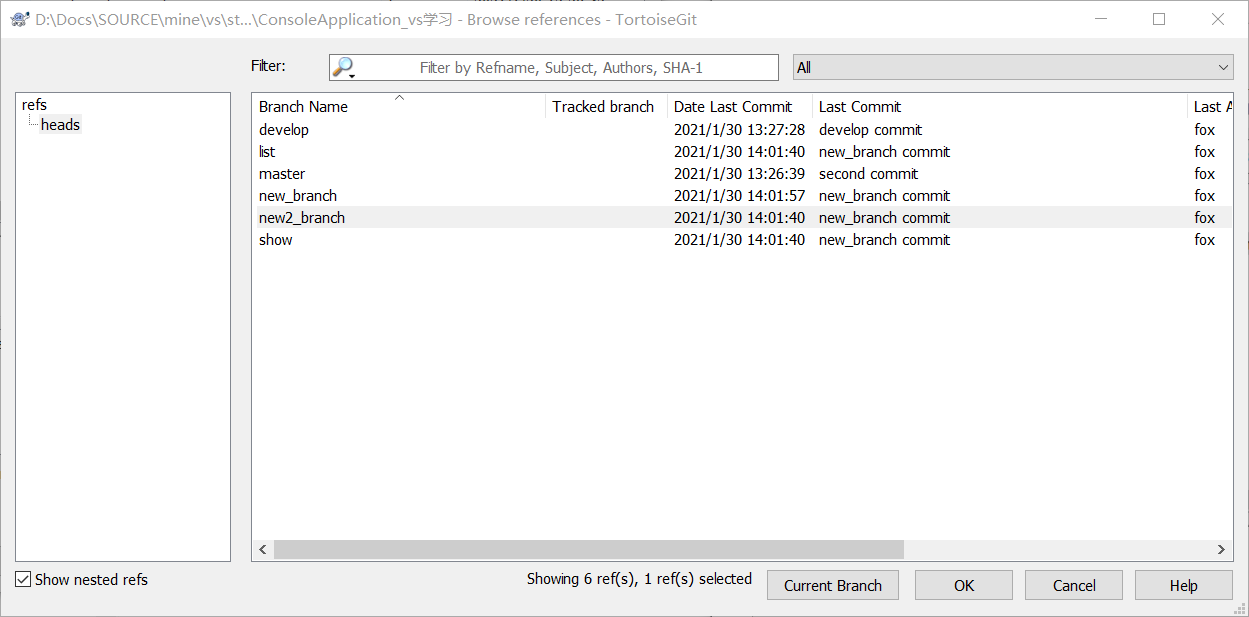 D:\Docs\SOURCE\mine\vs\st...\ConsoleApplication_vs学习 - Browse references - TortoiseGit
Filter: Filter by Refname, Subject, Authors, SHA-1 All
refs
heads
Branch Name Tracked branch Date Last Commit Last Commit Last A
develop 2021/1/30 13:27:28 develop commit fox
list 2021/1/30 14:01:40 new_branch commit fox
master 2021/1/30 13:26:39 second commit fox
new_branch 2021/1/30 14:01:57 new_branch commit fox
new2_branch 2021/1/30 14:01:40 new_branch commit fox
show 2021/1/30 14:01:40 new_branch commit fox
Show nested refs Showing 6 ref(s), 1 ref(s) selected Current Branch OK Cancel Help